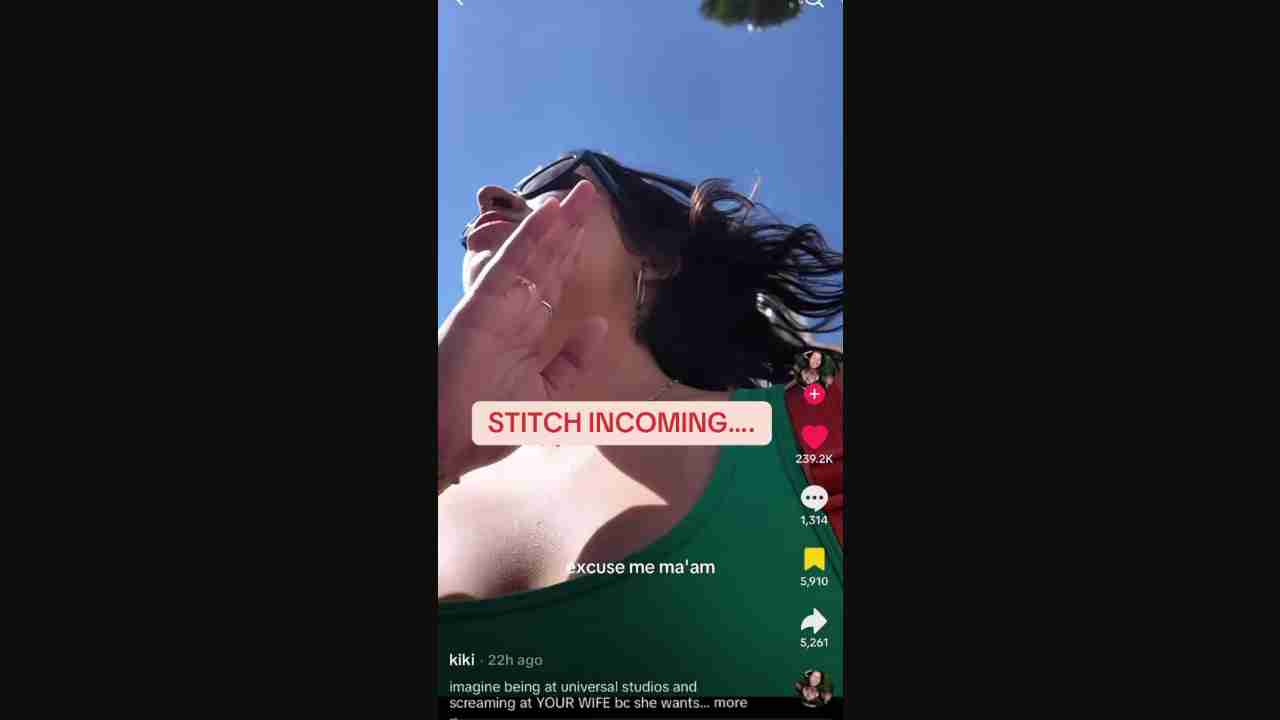 STITCH INCOMING....
239.2K
1,314
excuse me ma'am
5,910
5,261
kiki · 22h ago
imagine being at universal studios and
screaming at YOUR WIFE bc she wants... more